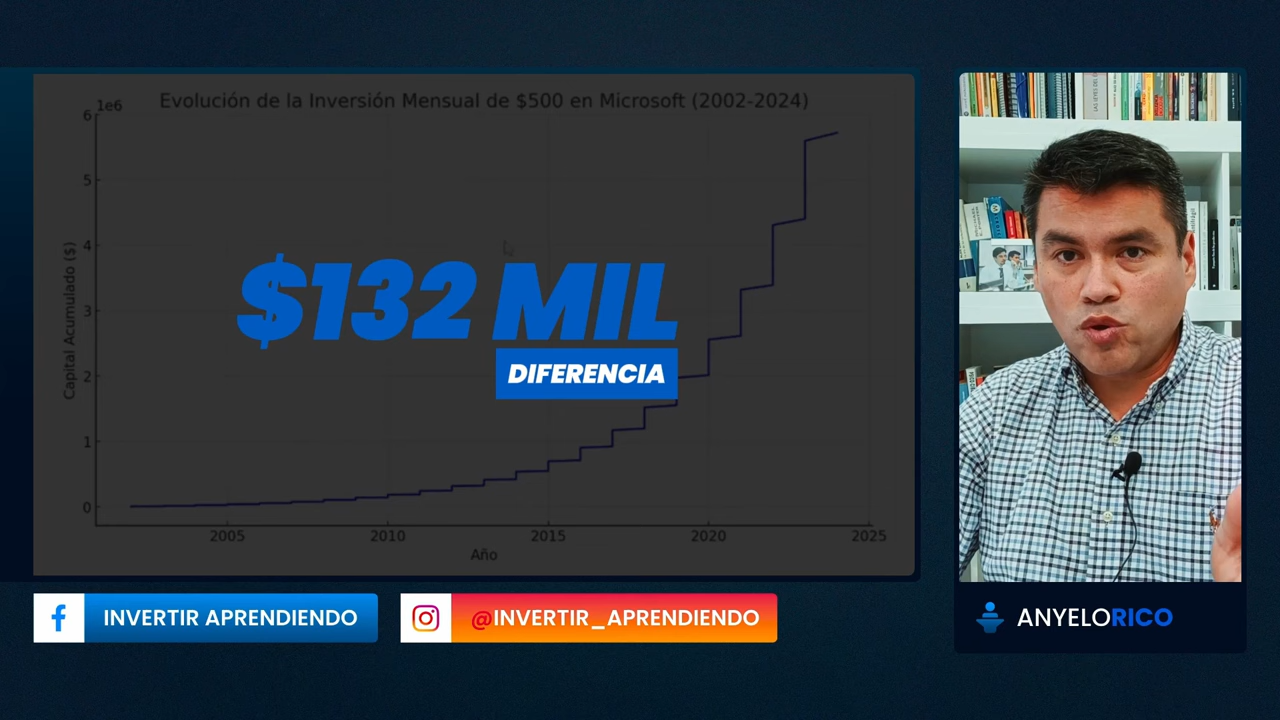 1e6
Evolución de la Inversión Mensual de $500 en Microsoft (2002-2024)
6
5
4
3
2
1
0
Capital Acumulado ($)
2005
2010
2015
2020
2025
Año
$132 MIL
DIFERENCIA
INVERTIR APRENDIENDO
@INVERTIR_APRENDIENDO
ANYELORICO